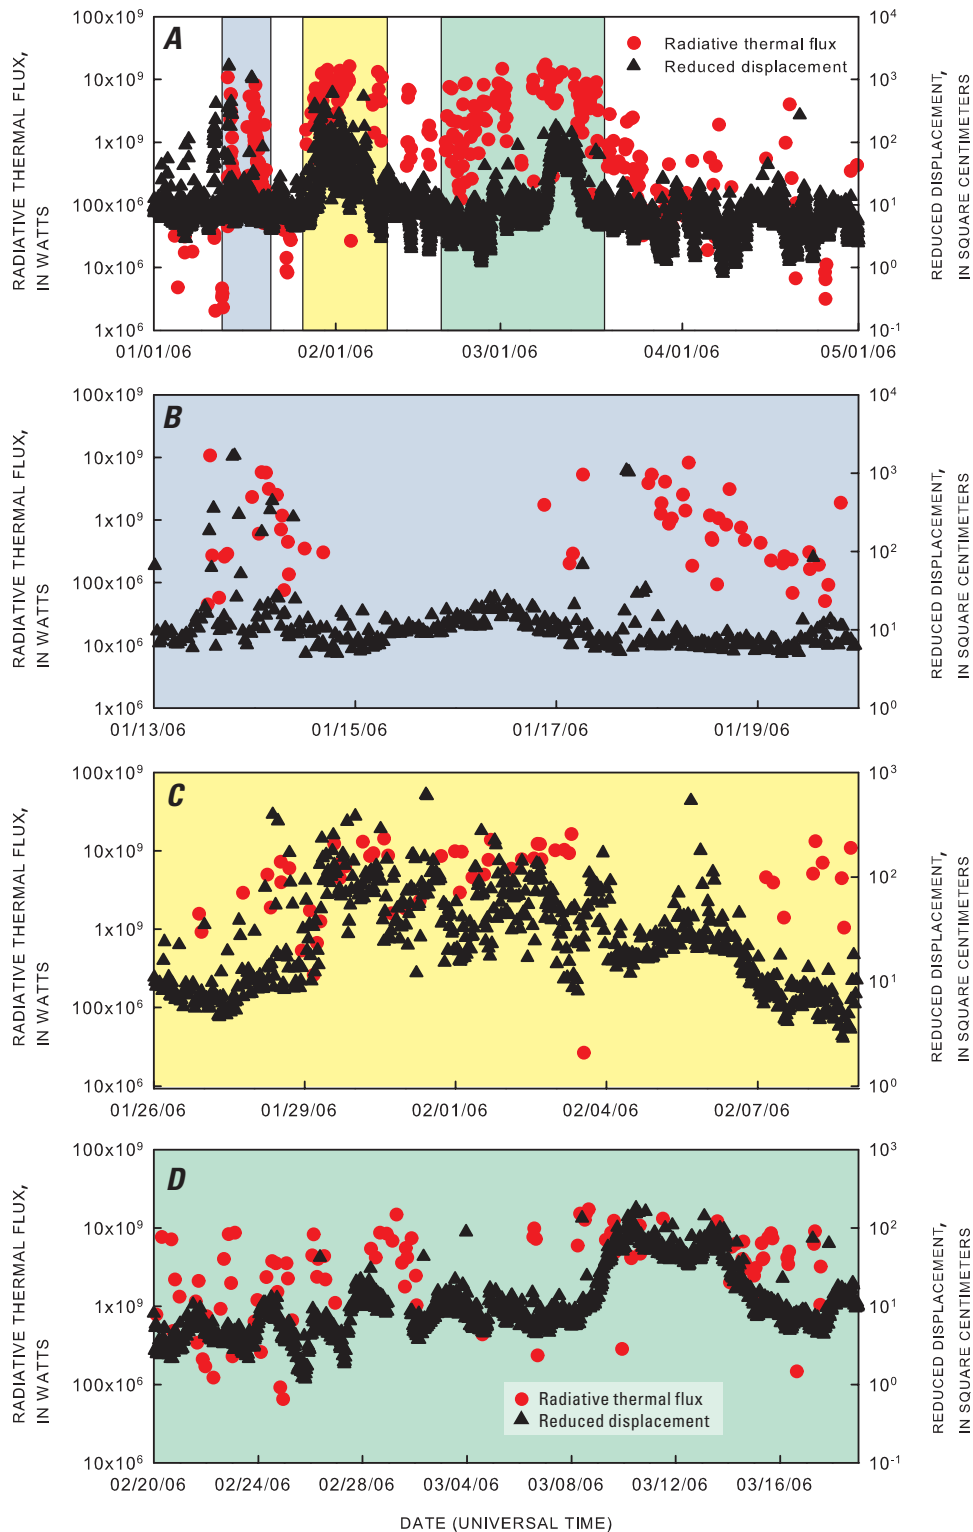 A
RADIATIVE THERMAL FLUX,
IN WATTS
100x10⁹
10x10⁹
1x10⁹
100x10⁶
10x10⁶
1x10⁶
Radiative thermal flux
Reduced displacement
10⁴
10³
10²
10¹
10⁰
10⁻¹
REDUCED DISPLACEMENT,
IN SQUARE CENTIMETERS
01/01/06 02/01/06 03/01/06 04/01/06 05/01/06
B
RADIATIVE THERMAL FLUX,
IN WATTS
100x10⁹
10x10⁹
1x10⁹
100x10⁶
10x10⁶
1x10⁶
10⁴
10³
10²
10¹
10⁰
REDUCED DISPLACEMENT,
IN SQUARE CENTIMETERS
01/13/06 01/15/06 01/17/06 01/19/06
C
RADIATIVE THERMAL FLUX,
IN WATTS
100x10⁹
10x10⁹
1x10⁹
100x10⁶
10x10⁶
10³
10²
10¹
10⁰
REDUCED DISPLACEMENT,
IN SQUARE CENTIMETERS
01/26/06 01/29/06 02/01/06 02/04/06 02/07/06
D
RADIATIVE THERMAL FLUX,
IN WATTS
100x10⁹
10x10⁹
1x10⁹
100x10⁶
10x10⁶
Radiative thermal flux
Reduced displacement
10³
10²
10¹
10⁰
10⁻¹
REDUCED DISPLACEMENT,
IN SQUARE CENTIMETERS
02/20/06 02/24/06 02/28/06 03/04/06 03/08/06 03/12/06 03/16/06
DATE (UNIVERSAL TIME)